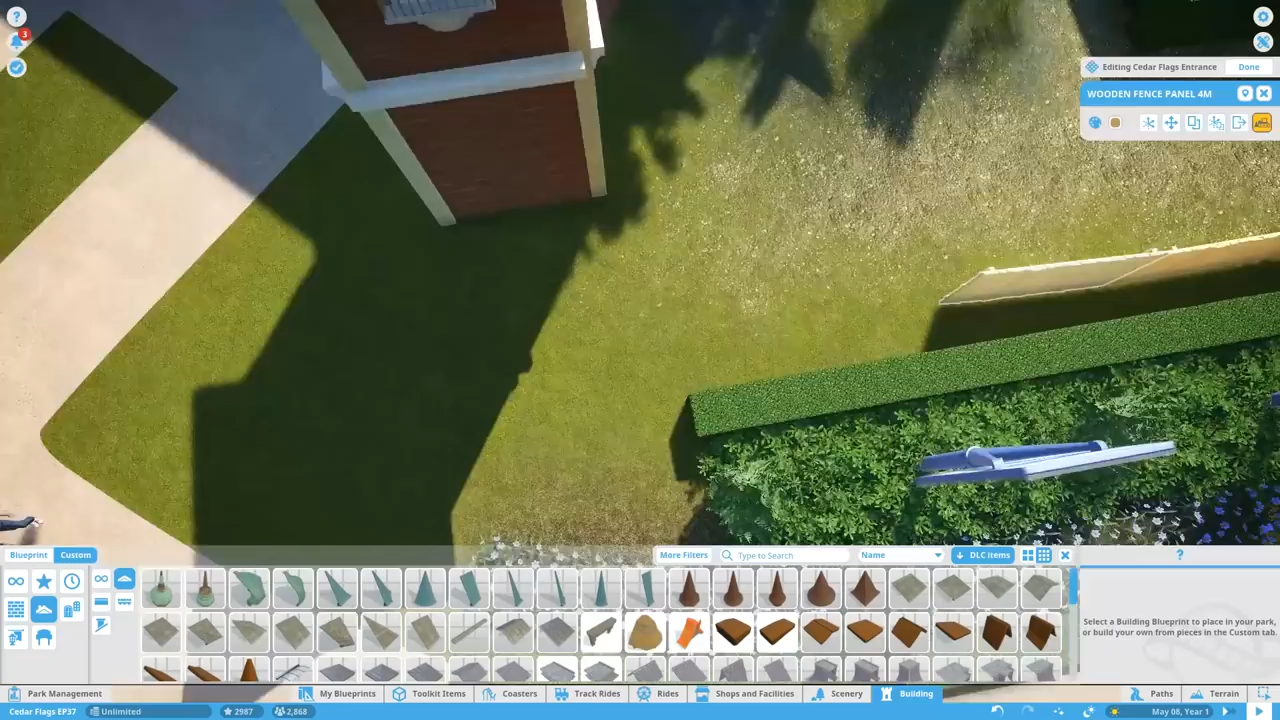 ?
3
Editing Cedar Flags Entrance
Done
WOODEN FENCE PANEL 4M
Blueprint
Custom
More Filters
Type to Search
Name
DLC items
?
Select a Building Blueprint to place in your park,
or build your own from pieces in the Custom tab.
Park Management
My Blueprints
Toolkit Items
Coasters
Track Rides
Rides
Shops and Facilities
Scenery
Building
Paths
Terrain
Cedar Flags EP37
Unlimited
2987
2,868
May 08, Year 1